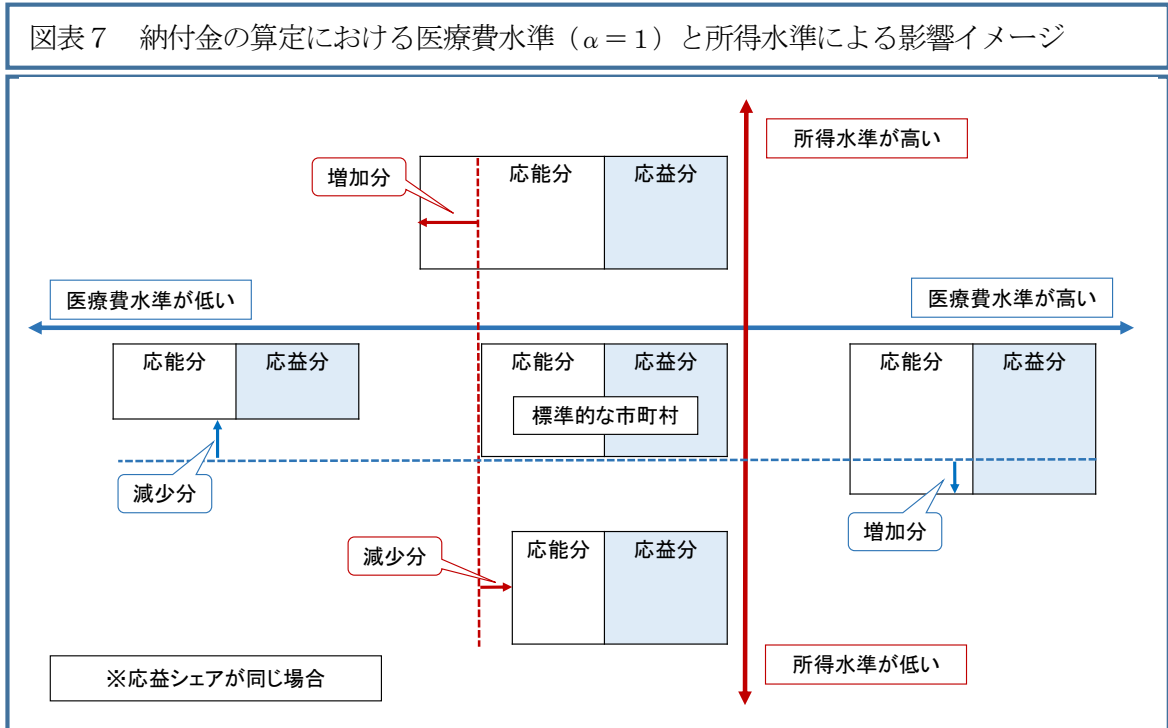 図表7 納付金の算定における医療費水準(α=1)と所得水準による影響イメージ
所得水準が高い
増加分
応能分
応益分
医療費水準が低い
医療費水準が高い
応能分
応益分
応能分
応益分
標準的な市町村
応能分
応益分
減少分
増加分
減少分
応能分
応益分
※応益シェアが同じ場合
所得水準が低い